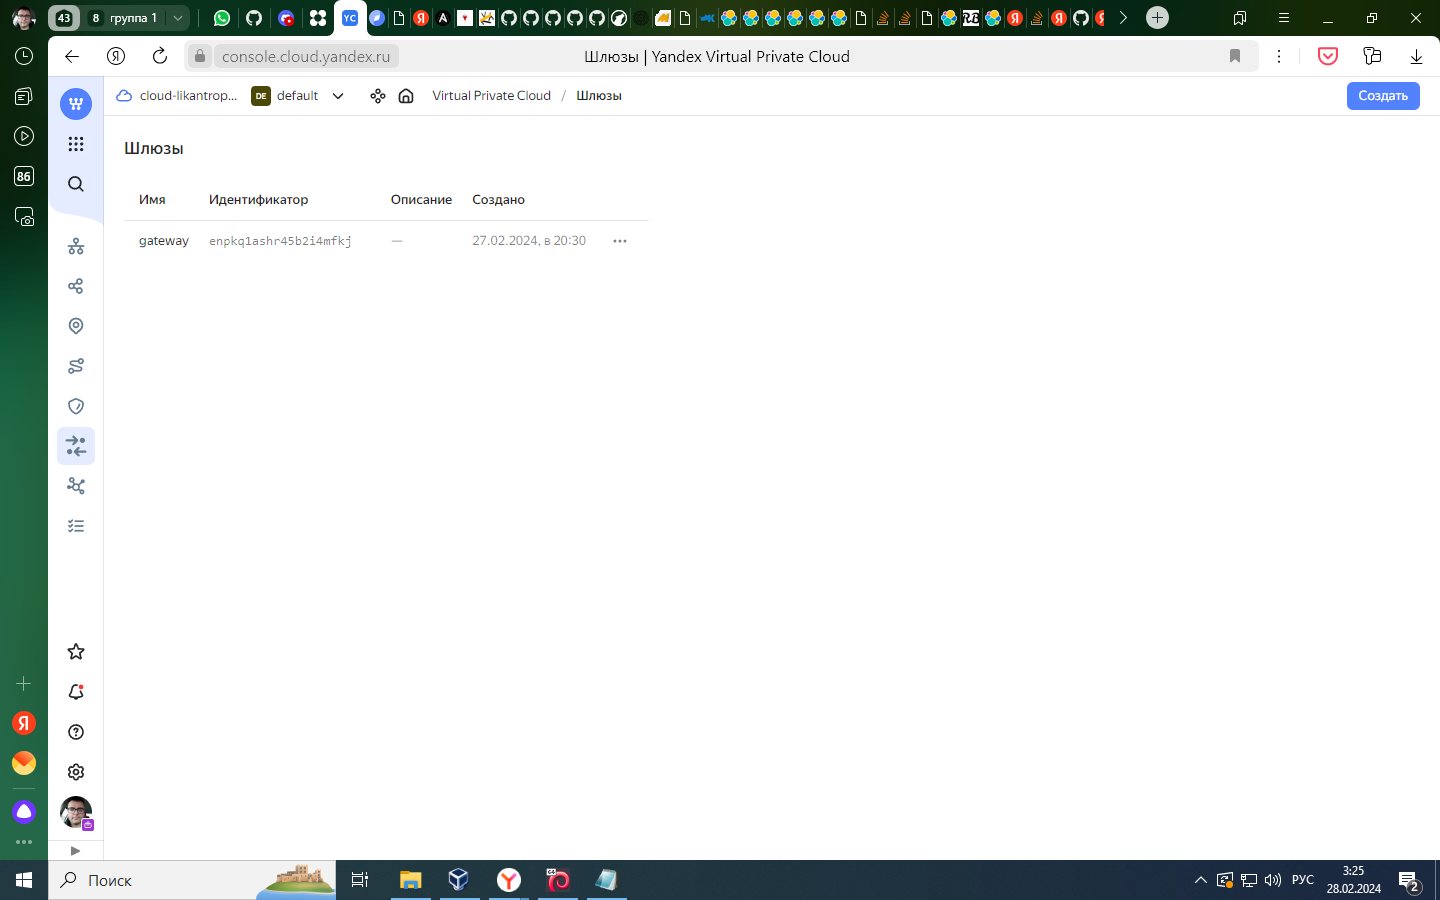 43
8 группа 1
YC
console.cloud.yandex.ru
Шлюзы | Yandex Virtual Private Cloud
86
cloud-likantrop...
DE default
Virtual Private Cloud / Шлюзы
Создать
Шлюзы
Имя Идентификатор Описание Создано
gateway enpkq1ashr45b2i4mfkj — 27.02.2024, в 20:30
Поиск
РУС
3:25
28.02.2024
2